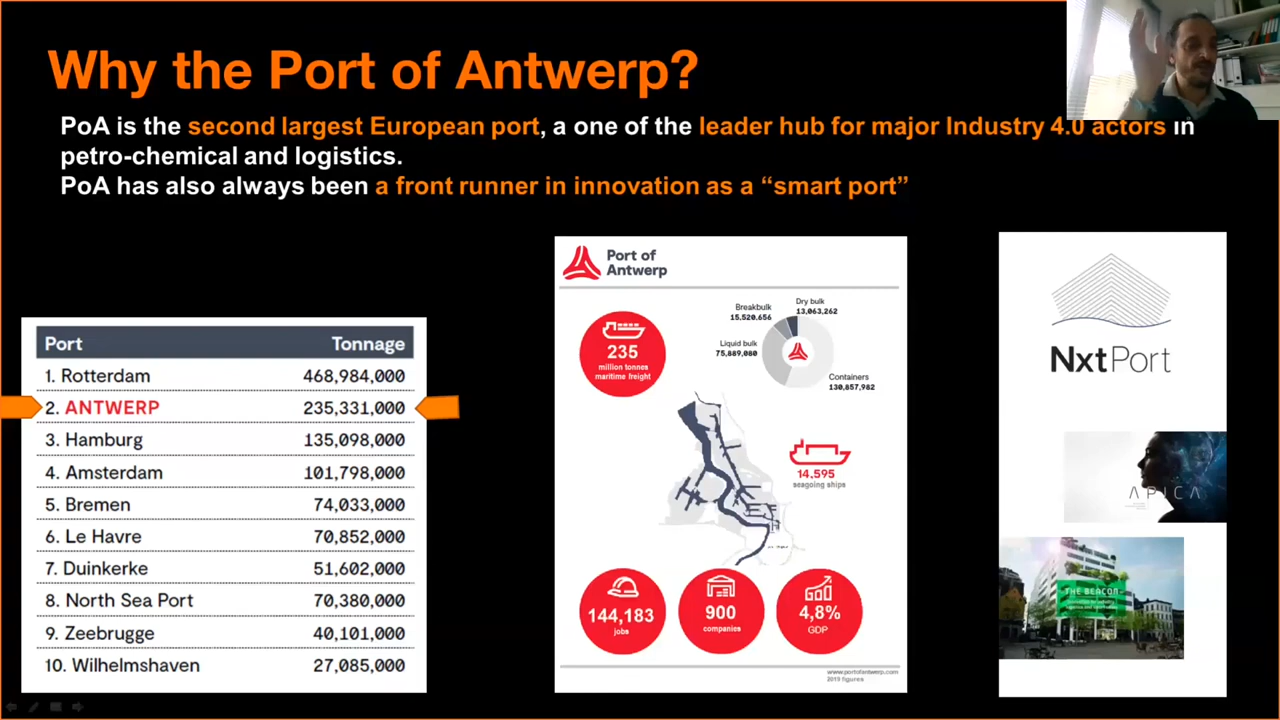 Why the Port of Antwerp?
PoA is the second largest European port, a one of the leader hub for major Industry 4.0 actors in
petro-chemical and logistics.
PoA has also always been a front runner in innovation as a “smart port”
Port Tonnage
1. Rotterdam 468,984,000
2. ANTWERP 235,331,000
3. Hamburg 135,098,000
4. Amsterdam 101,798,000
5. Bremen 74,033,000
6. Le Havre 70,852,000
7. Duinkerke 51,602,000
8. North Sea Port 70,380,000
9. Zeebrugge 40,101,000
10. Wilhelmshaven 27,085,000
Port of
Antwerp
235
million tonnes
maritime freight
Breakbulk
15.520.656
Dry bulk
13,063,262
Liquid bulk
75,889,080
Containers
130,857,982
14,595
seagoing ships
144,183
jobs
900
companies
4,8%
GDP
www.portofantwerp.com
2019 figures
NxtPort
APICA
THE BEACON